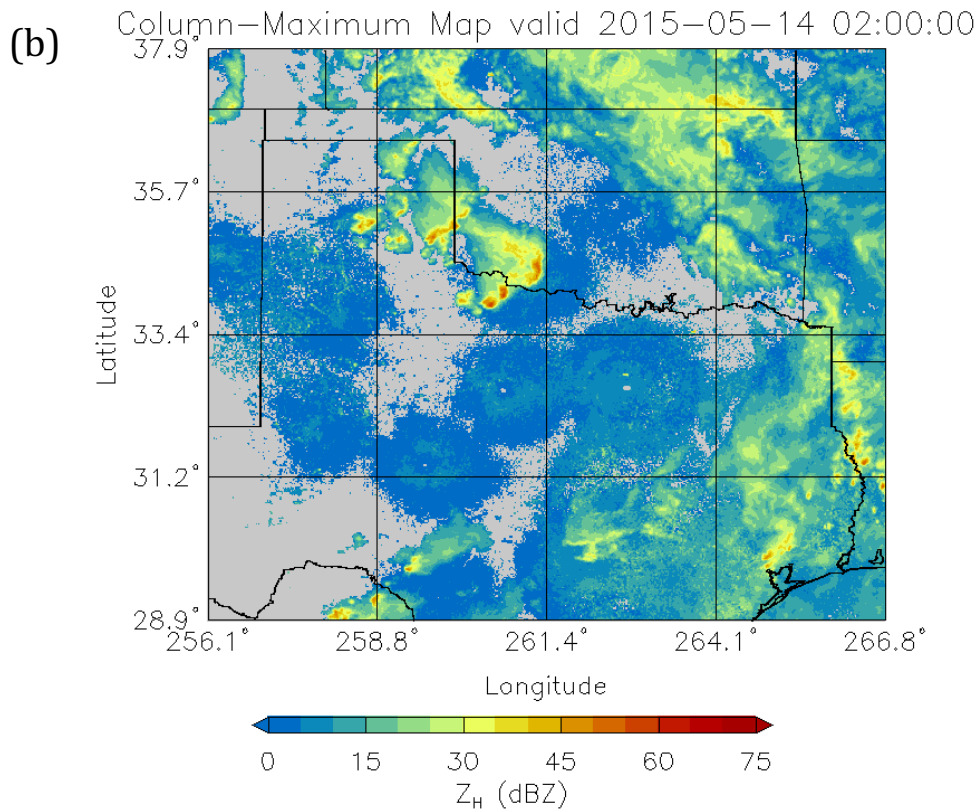 (b)
Column-Maximum Map valid 2015-05-14 02:00:00
37.9°
35.7°
33.4°
31.2°
28.9°
Latitude
256.1° 258.8° 261.4° 264.1° 266.8°
Longitude
0 15 30 45 60 75
Z_H (dBZ)